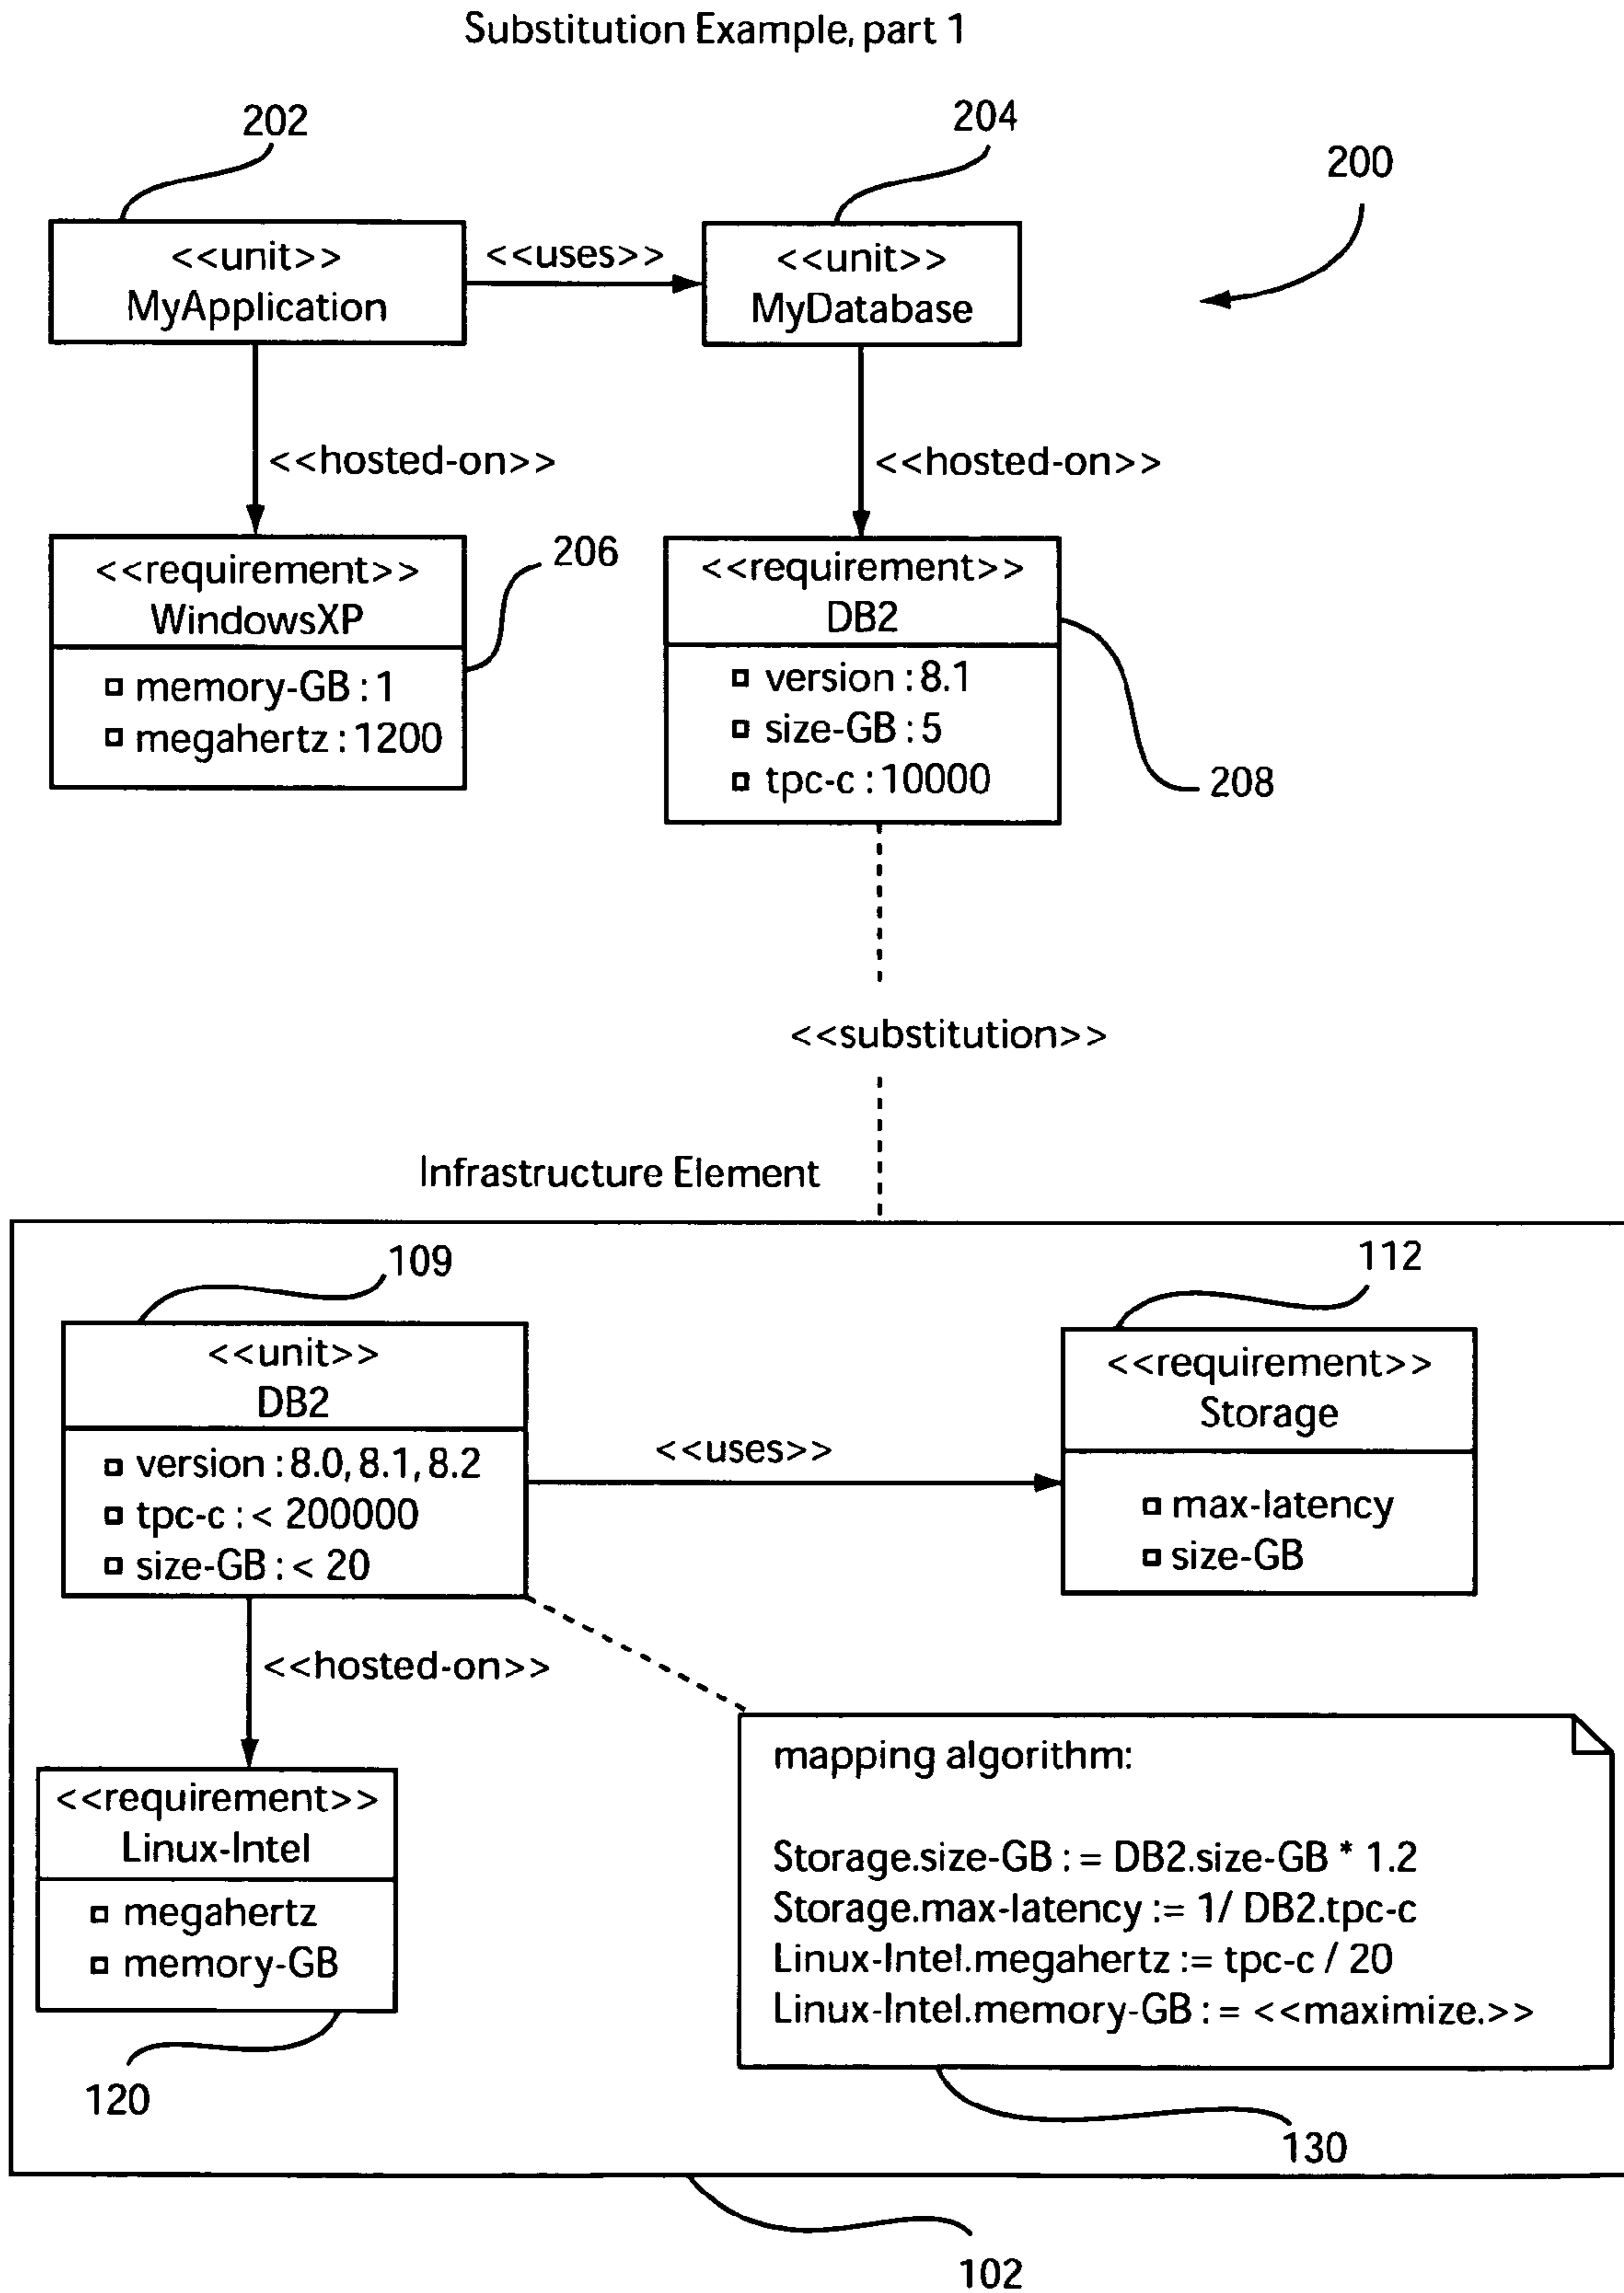 Substitution Example, part 1
202
204
200
<<unit>>
MyApplication
<<uses>>
<<unit>>
MyDatabase
<<hosted-on>>
<<hosted-on>>
<<requirement>>
WindowsXP
206
memory-GB : 1
megahertz : 1200
<<requirement>>
DB2
version : 8.1
size-GB : 5
tpc-c : 10000
208
<<substitution>>
Infrastructure Element
109
112
<<unit>>
DB2
version : 8.0, 8.1, 8.2
tpc-c : < 200000
size-GB : < 20
<<uses>>
<<requirement>>
Storage
max-latency
size-GB
<<hosted-on>>
<<requirement>>
Linux-Intel
megahertz
memory-GB
120
mapping algorithm:
Storage.size-GB : = DB2.size-GB * 1.2
Storage.max-latency := 1/ DB2.tpc-c
Linux-Intel.megahertz := tpc-c / 20
Linux-Intel.memory-GB : = <<maximize.>>
130
102